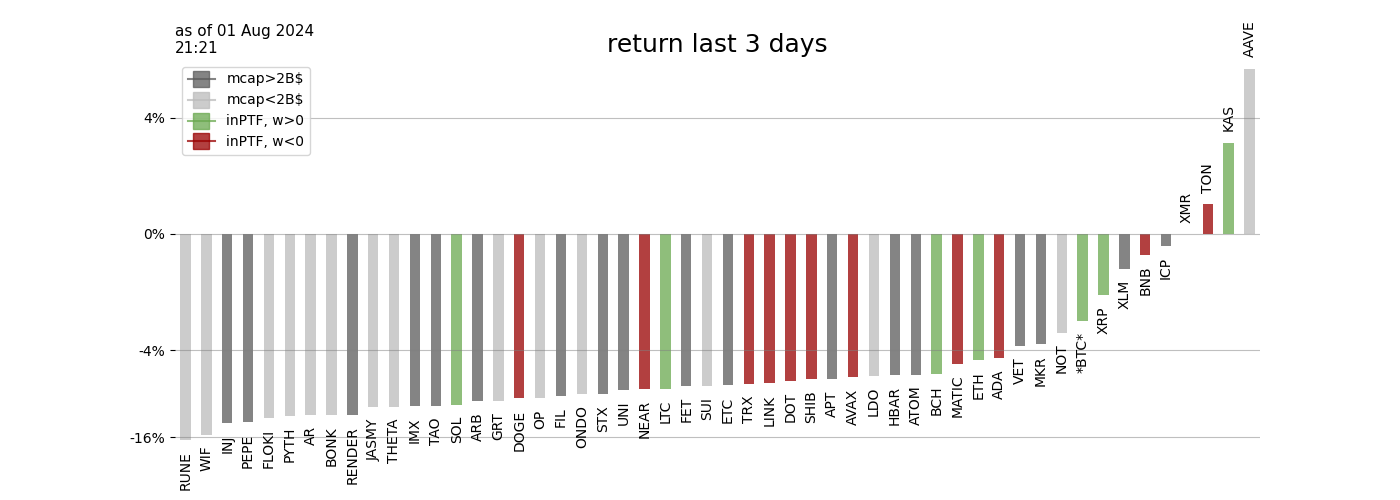 as of 01 Aug 2024
21:21
return last 3 days
mcap>2B$
mcap<2B$
inPTF, w>0
inPTF, w<0
4%
0%
-4%
-16%
RUNE
WIF
INJ
PEPE
FLOKI
PYTH
AR
BONK
RENDER
JASMY
THETA
IMX
TAO
SOL
ARB
GRT
DOGE
OP
FIL
ONDO
STX
UNI
NEAR
LTC
FET
SUI
ETC
TRX
LINK
DOT
SHIB
APT
AVAX
LDO
HBAR
ATOM
BCH
MATIC
ETH
ADA
VET
MKR
NOT
*BTC*
XRP
XLM
BNB
ICP
XMR
TON
KAS
AAVE